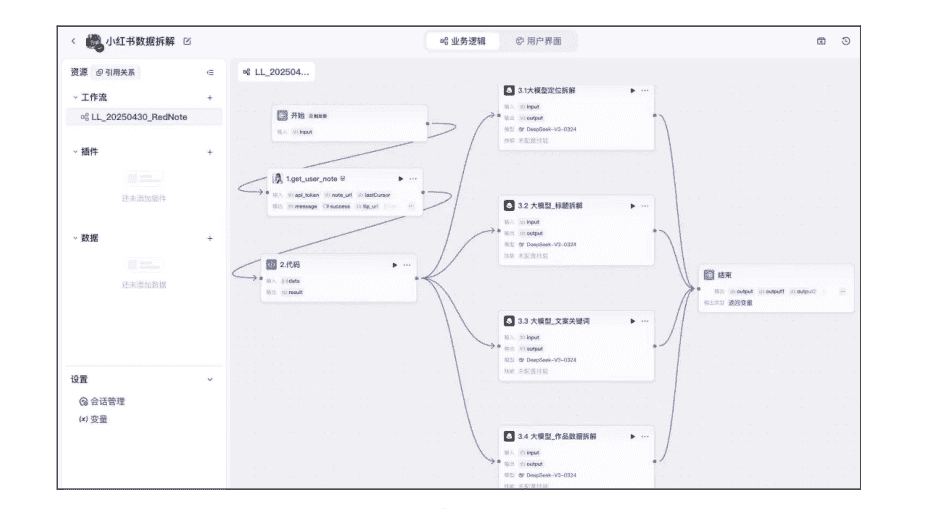 小红书数据拆解
业务逻辑
用户界面
资源 引用关系
LL_202504...
工作流
LL_20250430_RedNote
插件
还未添加插件
数据
还未添加数据
设置
会话管理
变量
开始
输入 input
1.get_user_note
输入 api_token note_url lastCursor
输出 message success tip_url
2.代码
输入 data
输出 result
3.1大模型定位拆解
输入 input
输出 output
模型 DeepSeek-V3-0324
技能 未配置技能
3.2 大模型_标题拆解
输入 input
输出 output
模型 DeepSeek-V3-0324
技能 未配置技能
3.3 大模型_文案关键词
输入 input
输出 output
模型 DeepSeek-V3-0324
技能 未配置技能
3.4 大模型_作品数据拆解
输入 input
输出 output
模型 DeepSeek-V3-0324
技能 未配置技能
结束
输出 output output1 output2
输出类型 返回变量